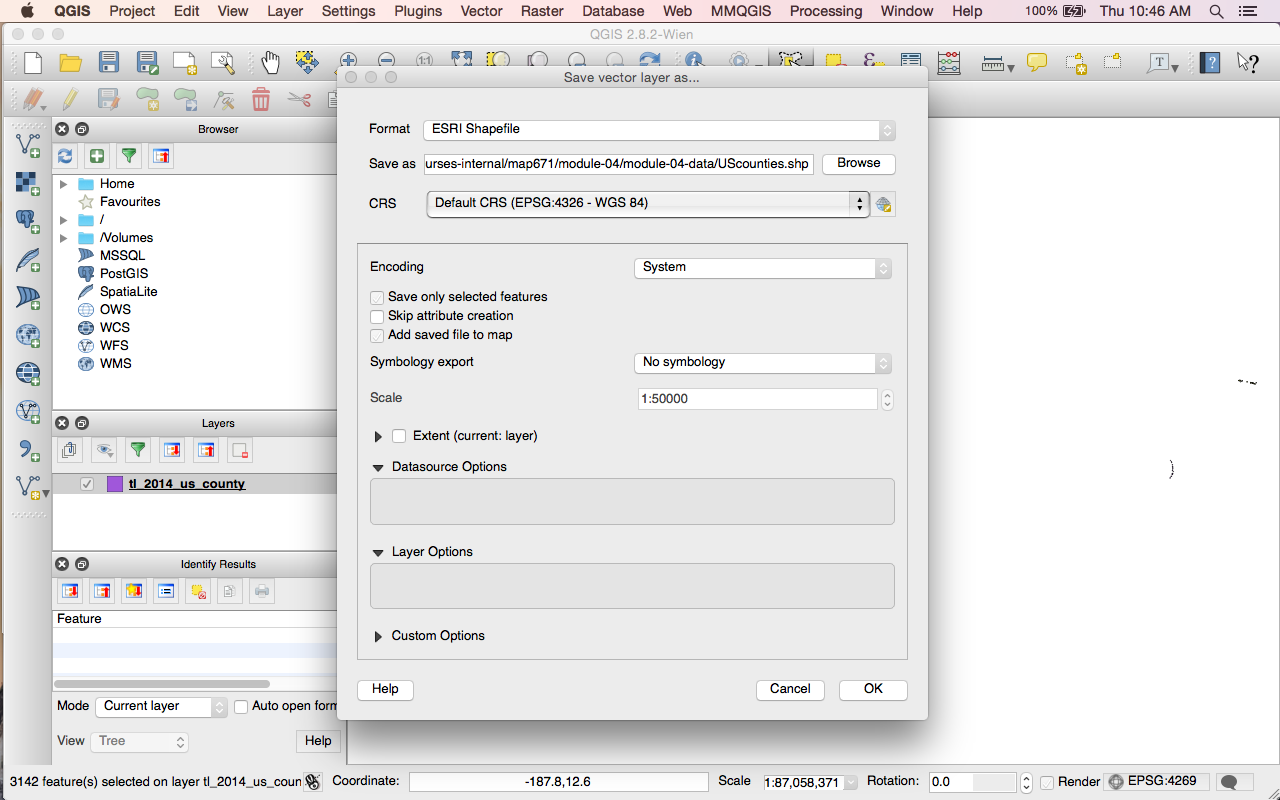 QGIS Project Edit View Layer Settings Plugins Vector Raster Database Web MMQGIS Processing Window Help 100% Thu 10:46 AM
QGIS 2.8.2-Wien
Save vector layer as...
Format ESRI Shapefile
Save as urses-internal/map671/module-04/module-04-data/UScounties.shp Browse
CRS Default CRS (EPSG:4326 - WGS 84)
Encoding System
Save only selected features
Skip attribute creation
Add saved file to map
Symbology export No symbology
Scale 1:50000
Extent (current: layer)
Datasource Options
Layer Options
Custom Options
Help Cancel OK
Browser
Home
Favourites
/
/Volumes
MSSQL
PostGIS
SpatiaLite
OWS
WCS
WFS
WMS
Layers
tl_2014_us_county
Identify Results
Feature
Mode Current layer Auto open form
View Tree Help
3142 feature(s) selected on layer tl_2014_us_coun Coordinate: -187.8,12.6 Scale 1:87,058,371 Rotation: 0.0 Render EPSG:4269